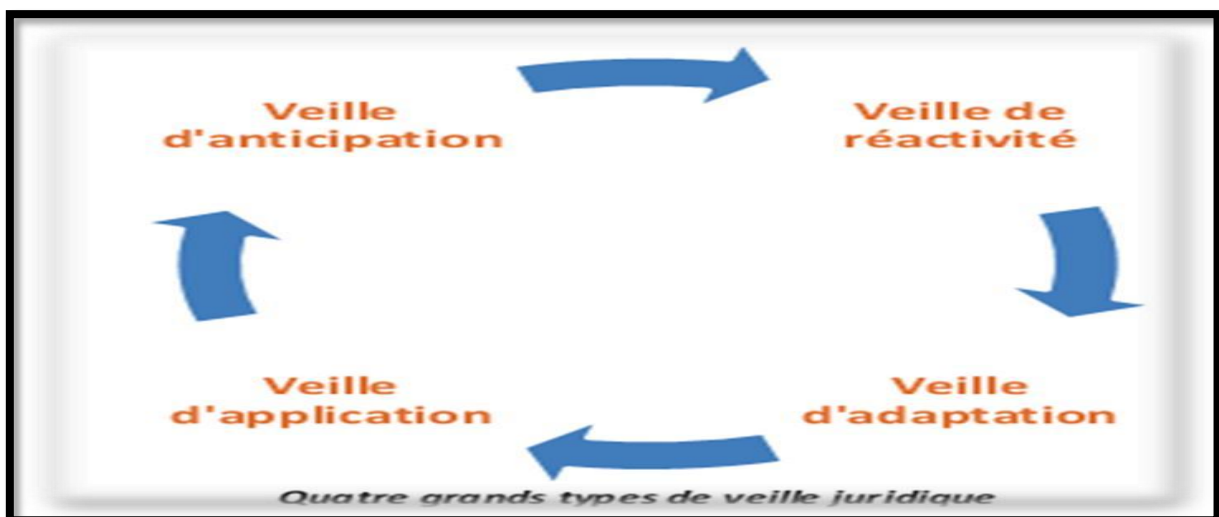 Veille
d'anticipation
Veille de
réactivité
Veille
d'adaptation
Veille
d'application
Quatre grands types de veille juridique